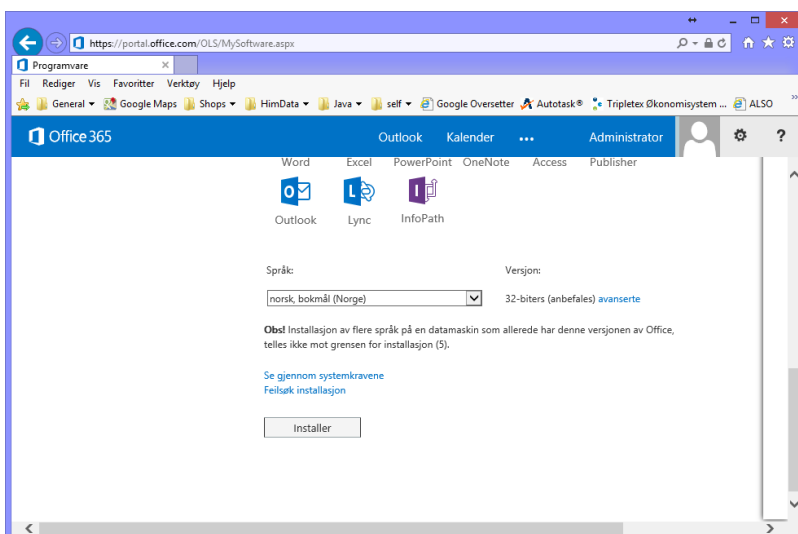 https://portal.office.com/OLS/MySoftware.aspx
Programvare
Fil Rediger Vis Favoritter Verktøy Hjelp
General Google Maps Shops HimData Java self Google Oversetter Autotask® Tripletex Økonomisystem ... ALSO
Office 365 Outlook Kalender ... Administrator ?
Word Excel PowerPoint OneNote Access Publisher
Outlook Lync InfoPath
Språk: Versjon:
norsk, bokmål (Norge) 32-biters (anbefales) avanserte
Obs! Installasjon av flere språk på en datamaskin som allerede har denne versjonen av Office,
telles ikke mot grensen for installasjon (5).
Se gjennom systemkravene
Feilsøk installasjon
Installer